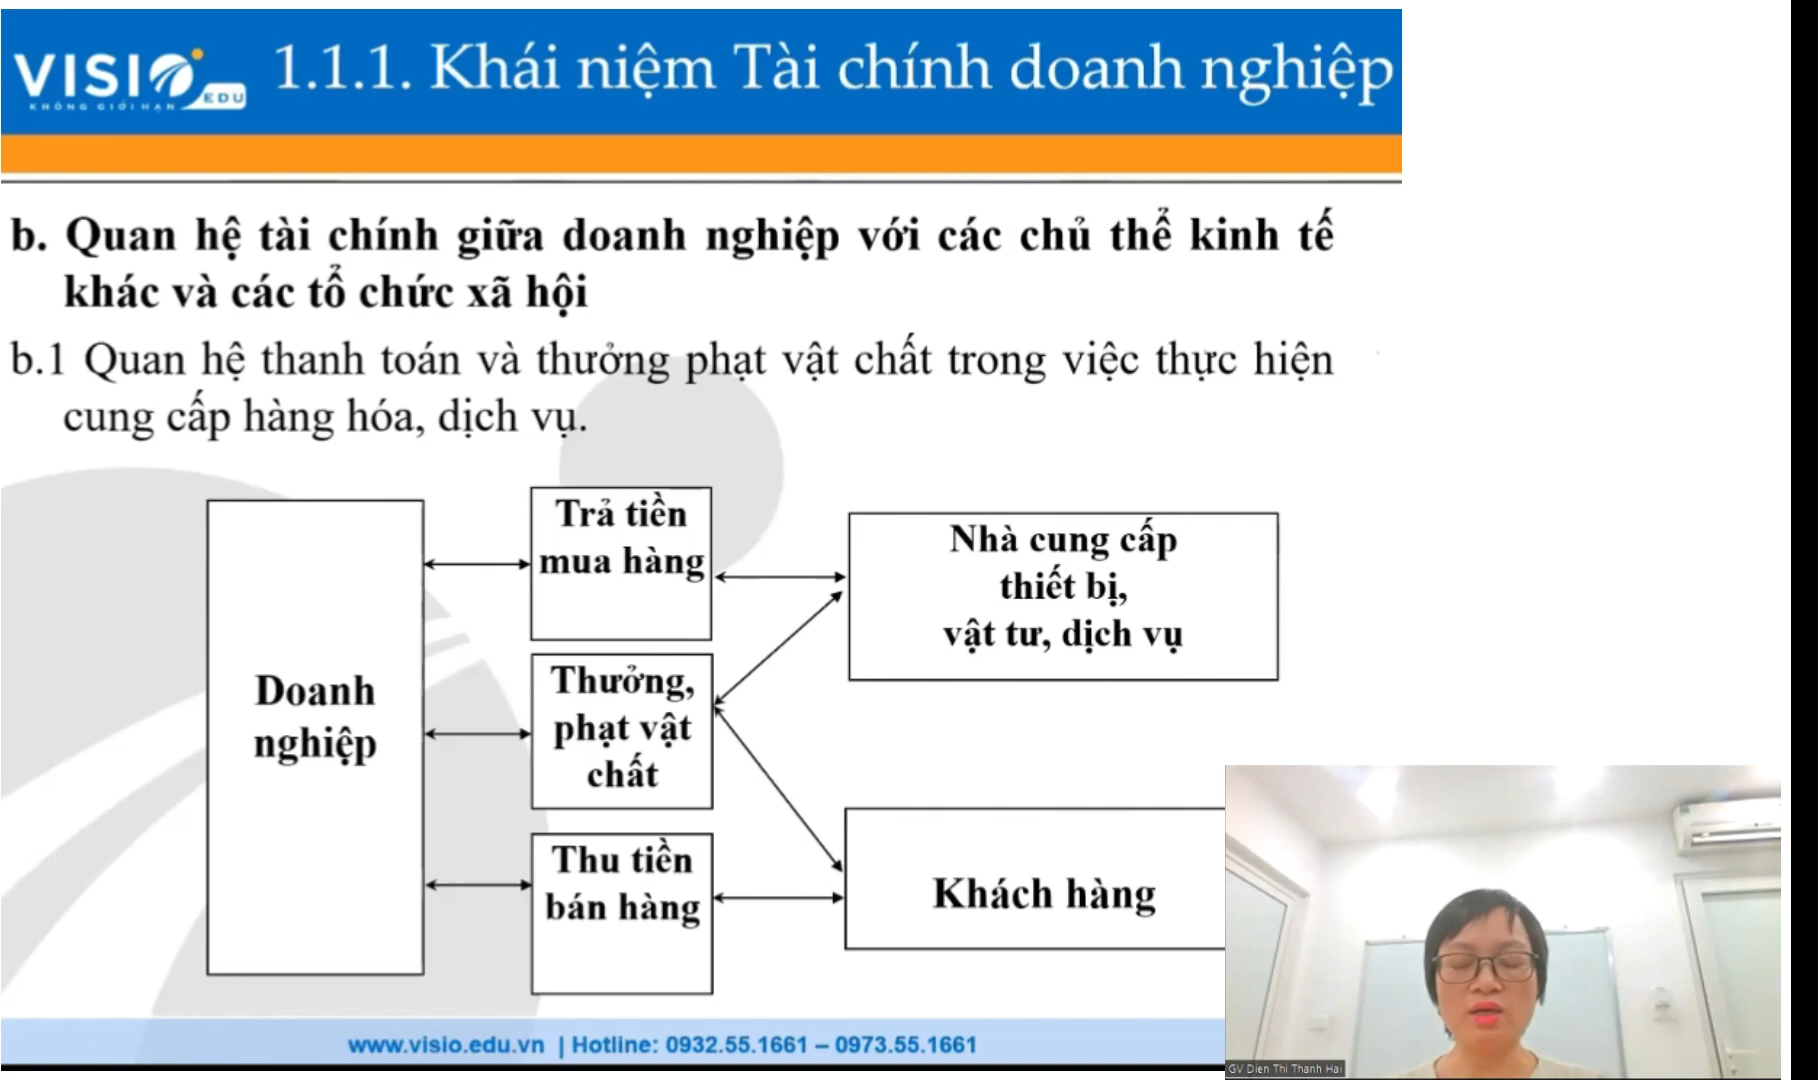 VISIO EDU
KHÔNG GIỚI HẠN
1.1.1. Khái niệm Tài chính doanh nghiệp
b. Quan hệ tài chính giữa doanh nghiệp với các chủ thể kinh tế
khác và các tổ chức xã hội
b.1 Quan hệ thanh toán và thưởng phạt vật chất trong việc thực hiện
cung cấp hàng hóa, dịch vụ.
Doanh
nghiệp
Trả tiền
mua hàng
Thưởng,
phạt vật
chất
Thu tiền
bán hàng
Nhà cung cấp
thiết bị,
vật tư, dịch vụ
Khách hàng
www.visio.edu.vn | Hotline: 0932.55.1661 – 0973.55.1661
GV Dien Thi Thanh Hai